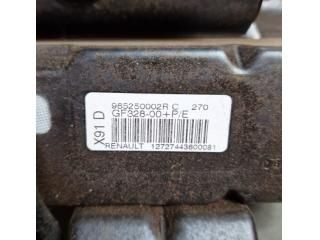 985250002R C 270
GF328-00+P/E
X91 D
RENAULT 12727443600081